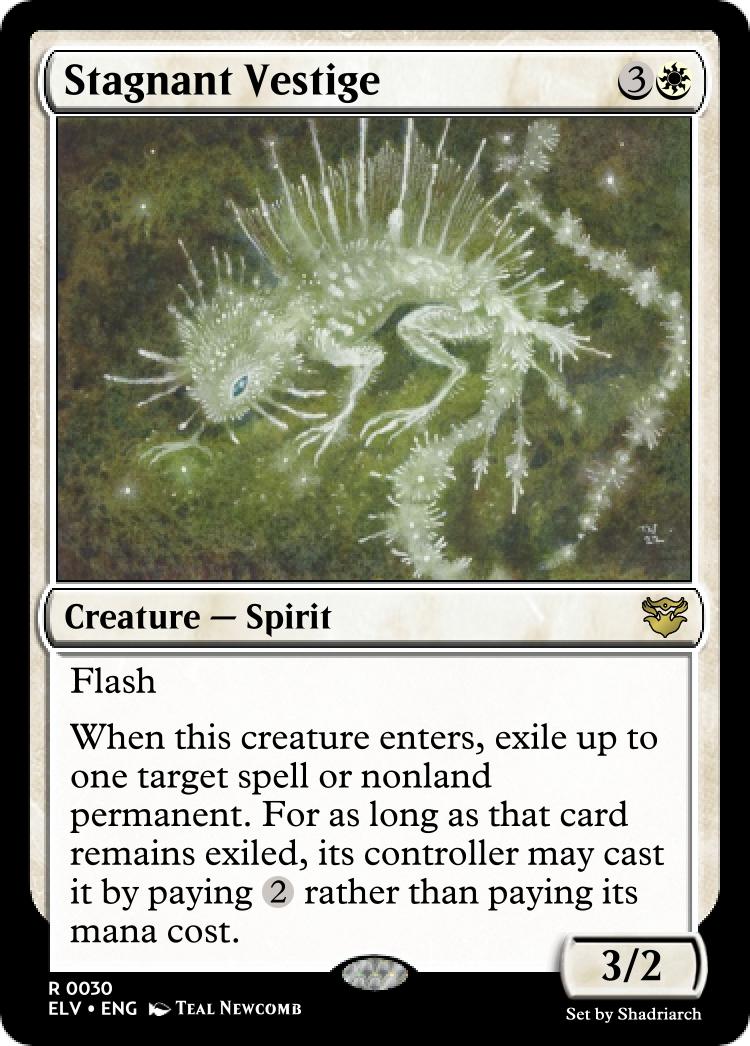 Stagnant Vestige 3
TW
22
Creature — Spirit
Flash
When this creature enters, exile up to
one target spell or nonland
permanent. For as long as that card
remains exiled, its controller may cast
it by paying 2 rather than paying its
mana cost.
3/2
R 0030
ELV • ENG TEAL NEWCOMB
Set by Shadriarch